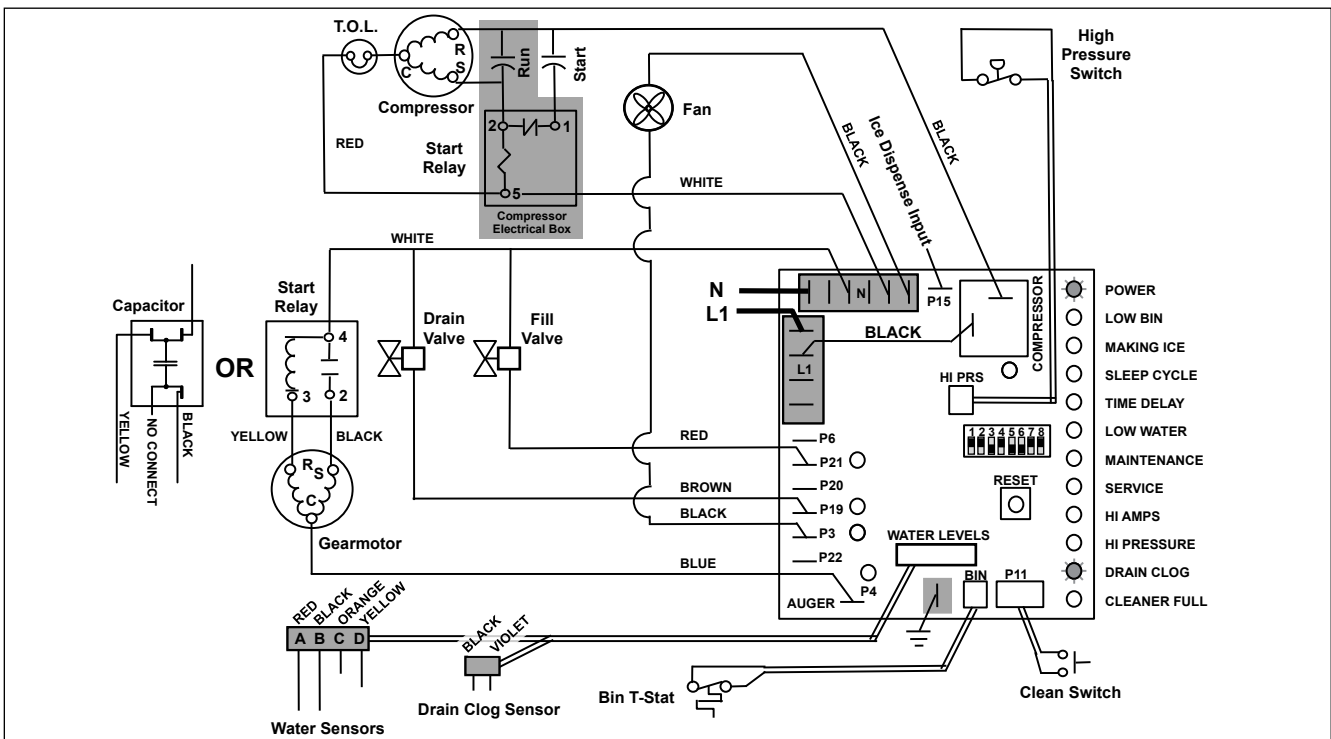 T.O.L.
R
S
C
Compressor
Run
Start
2
1
5
Start
Relay
Compressor
Electrical Box
RED
WHITE
Fan
BLACK
Ice Dispense Input
BLACK
High
Pressure
Switch
WHITE
Capacitor
YELLOW
NO CONNECT
BLACK
OR
Start
Relay
4
3
2
YELLOW
BLACK
R
S
C
Gearmotor
Drain
Valve
Fill
Valve
N
L1
N
P15
COMPRESSOR
BLACK
L1
HI PRS
RED
BROWN
BLACK
BLUE
P6
P21
P20
P19
P3
P22
P4
AUGER
1 2 3 4 5 6 7 8
RESET
WATER LEVELS
BIN
P11
POWER
LOW BIN
MAKING ICE
SLEEP CYCLE
TIME DELAY
LOW WATER
MAINTENANCE
SERVICE
HI AMPS
HI PRESSURE
DRAIN CLOG
CLEANER FULL
RED
BLACK
ORANGE
YELLOW
A B C D
Water Sensors
BLACK
VIOLET
Drain Clog Sensor
Bin T-Stat
Clean Switch